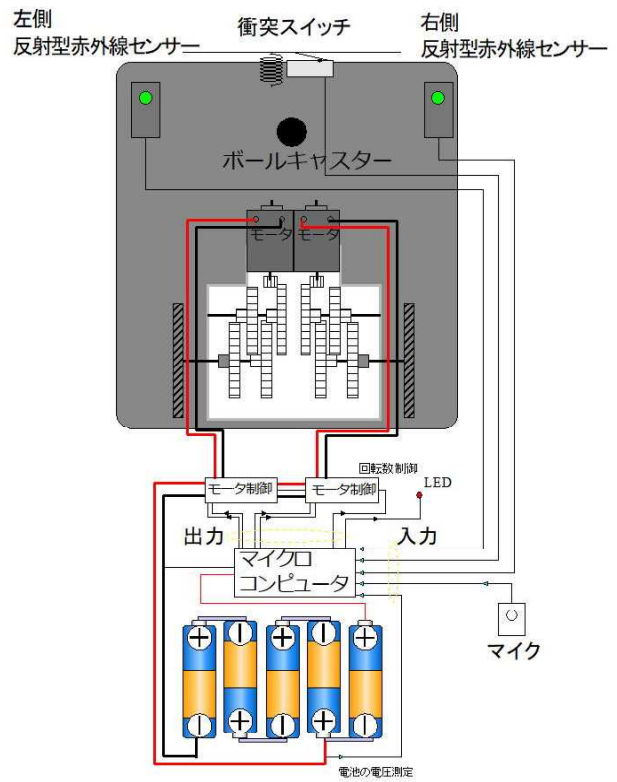 左側
反射型赤外線センサー
衝突スイッチ
右側
反射型赤外線センサー
ボールキャスター
モータ
モータ
回転数制御
モータ制御
モータ制御
LED
出力
入力
マイクロ
コンピュータ
マイク
+
−
+
−
+
−
+
−
+
−
電池の電圧測定